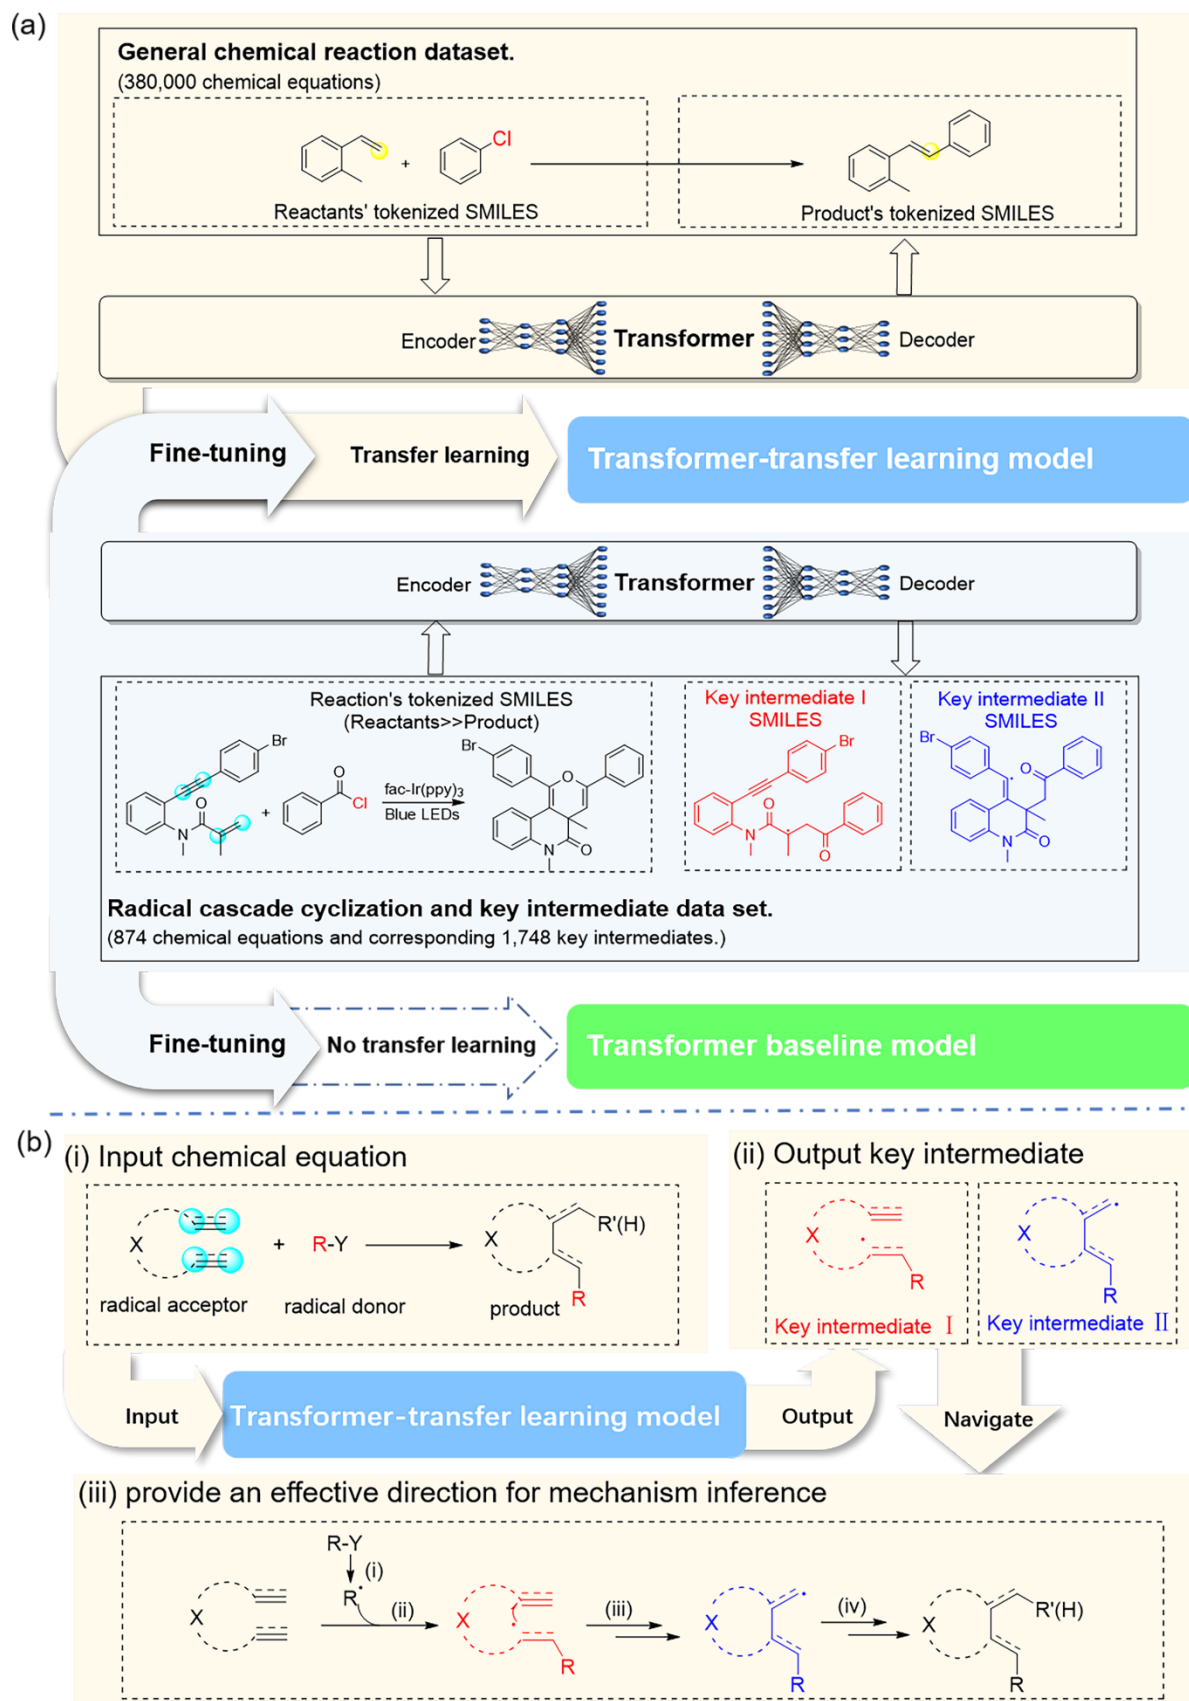 (a)
General chemical reaction dataset.
(380,000 chemical equations)
Cl
+
Reactants' tokenized SMILES
Product's tokenized SMILES
Encoder
Transformer
Decoder
Fine-tuning
Transfer learning
Transformer-transfer learning model
Encoder
Transformer
Decoder
Reaction's tokenized SMILES
(Reactants>>Product)
Br
N
O
+
O
Cl
fac-Ir(ppy)3
Blue LEDs
Br
O
N
O
Key intermediate I
SMILES
Br
N
O
O
Key intermediate II
SMILES
Br
O
N
O
Radical cascade cyclization and key intermediate data set.
(874 chemical equations and corresponding 1,748 key intermediates.)
Fine-tuning
No transfer learning
Transformer baseline model
(b)
(i) Input chemical equation
X
+
R-Y
X
R'(H)
R
radical acceptor
radical donor
product
(ii) Output key intermediate
X
R
Key intermediate I
X
R
Key intermediate II
Input
Transformer-transfer learning model
Output
Navigate
(iii) provide an effective direction for mechanism inference
X
R-Y
(i)
R·
(ii)
X
R
(iii)
X
R
(iv)
X
R'(H)
R